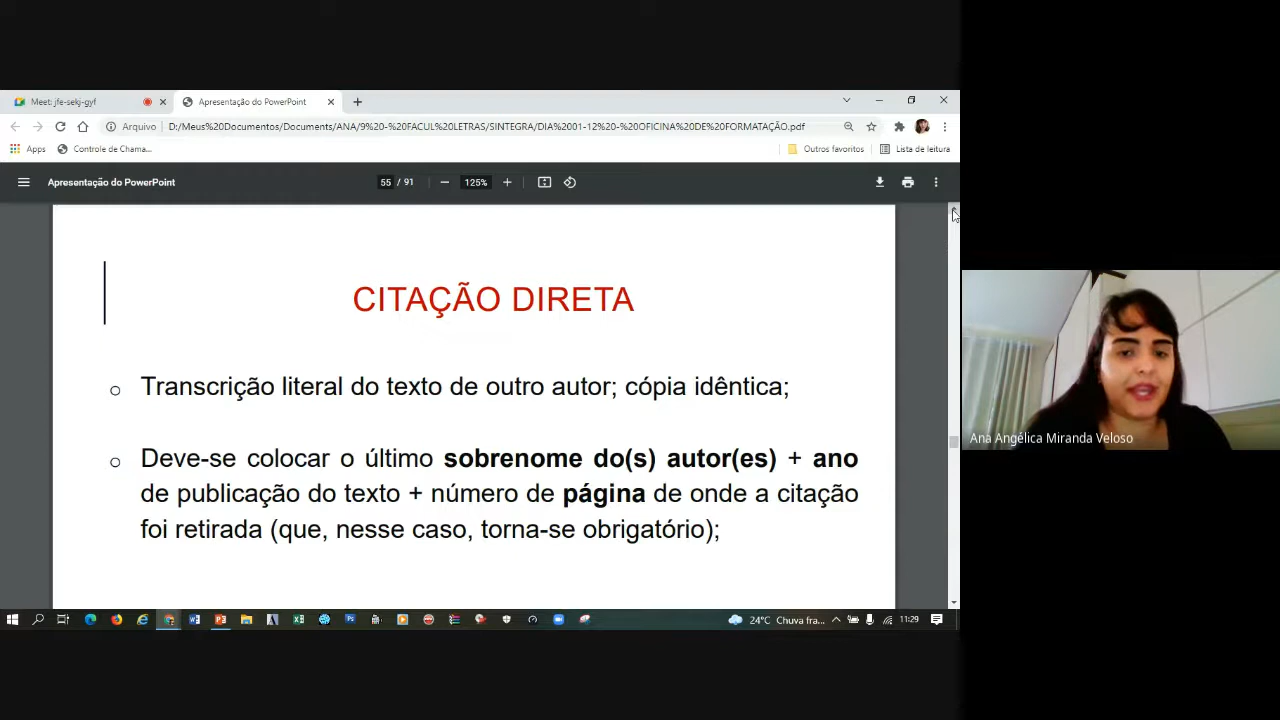 Meet: jfe-sekj-gyf
Apresentação do PowerPoint
Arquivo
D:/Meus%20Documentos/Documents/ANA/9%20-%20FACUL%20LETRAS/SINTEGRA/DIA%2001-12%20-%20OFICINA%20DE%20FORMATAÇÃO.pdf
Apps
Controle de Chama...
Outros favoritos
Lista de leitura
Apresentação do PowerPoint
55 / 91
125%
CITAÇÃO DIRETA
Transcrição literal do texto de outro autor; cópia idêntica;
Deve-se colocar o último sobrenome do(s) autor(es) + ano
de publicação do texto + número de página de onde a citação
foi retirada (que, nesse caso, torna-se obrigatório);
Ana Angélica Miranda Veloso
24°C Chuva fra...
11:29